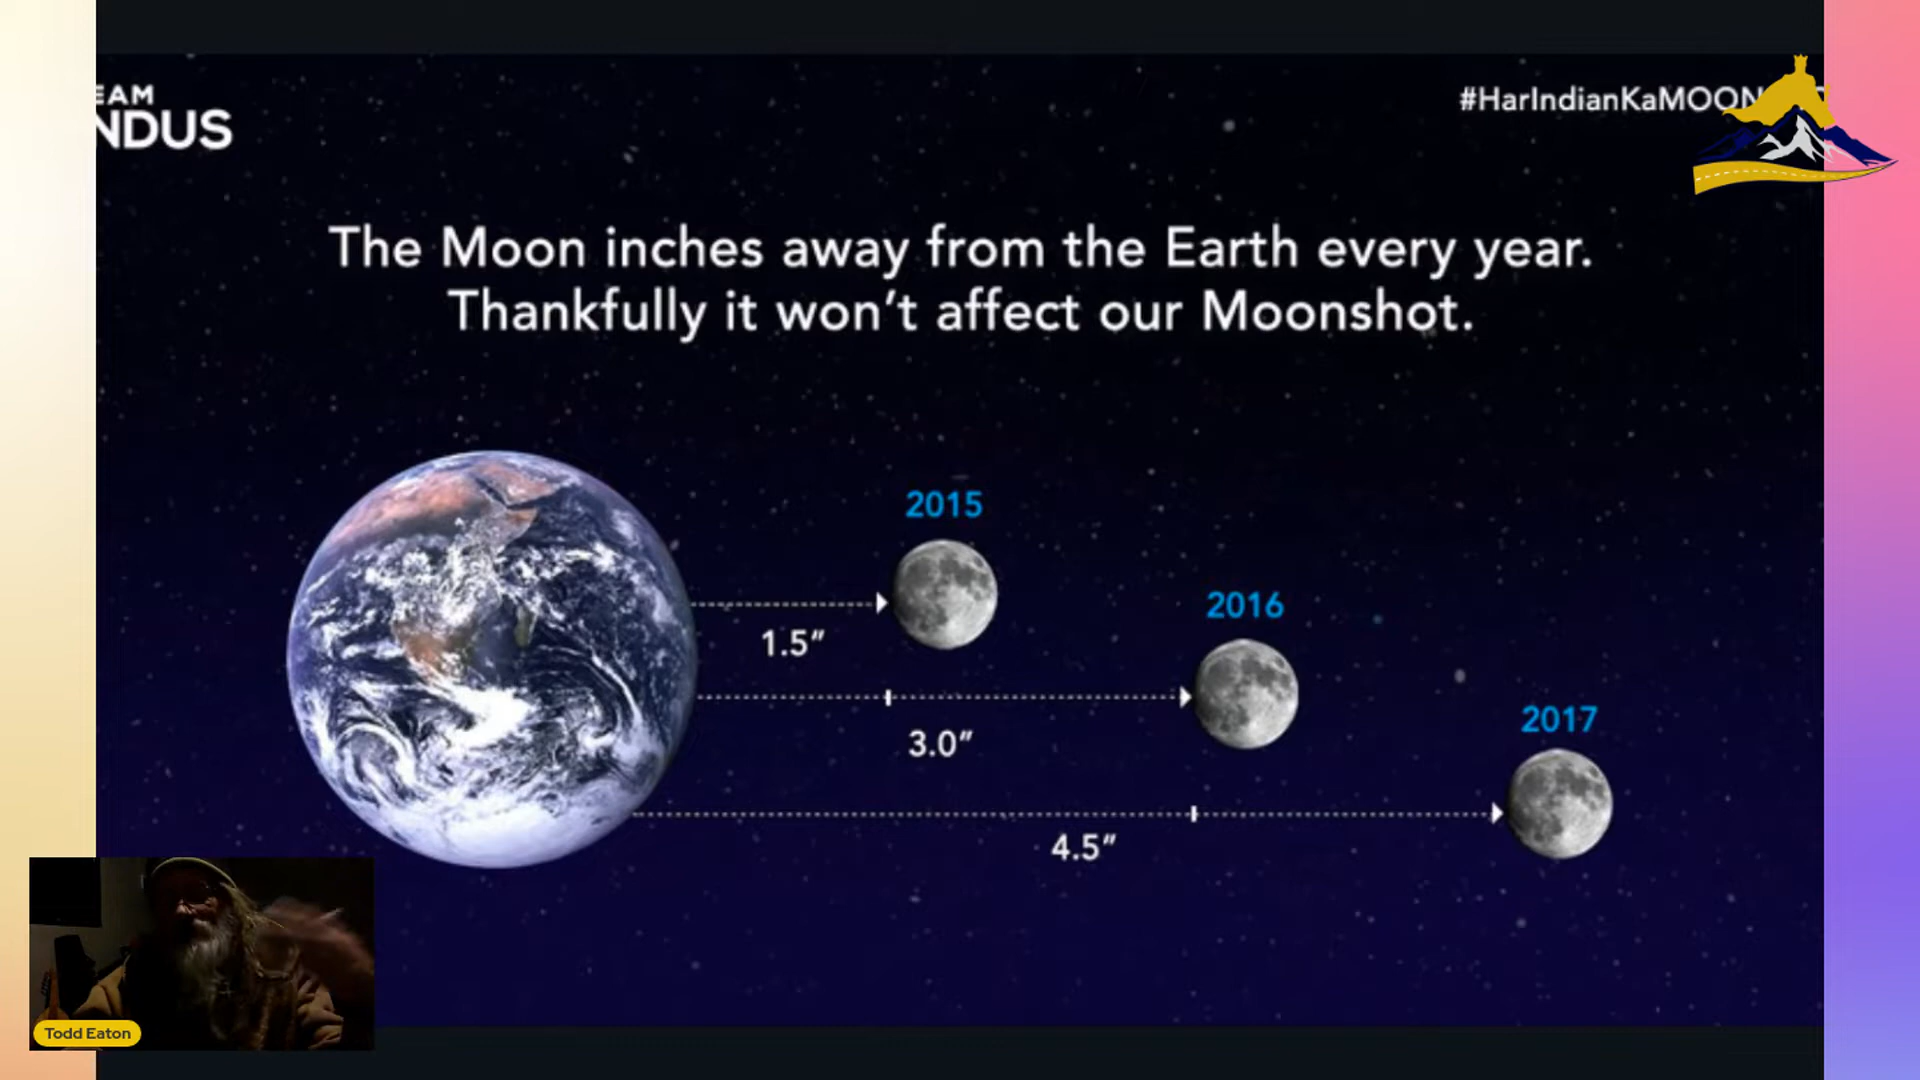 EAM
NDUS
#HarIndianKaMOON
The Moon inches away from the Earth every year.
Thankfully it won't affect our Moonshot.
2015
1.5"
2016
3.0"
2017
4.5"
Todd Eaton